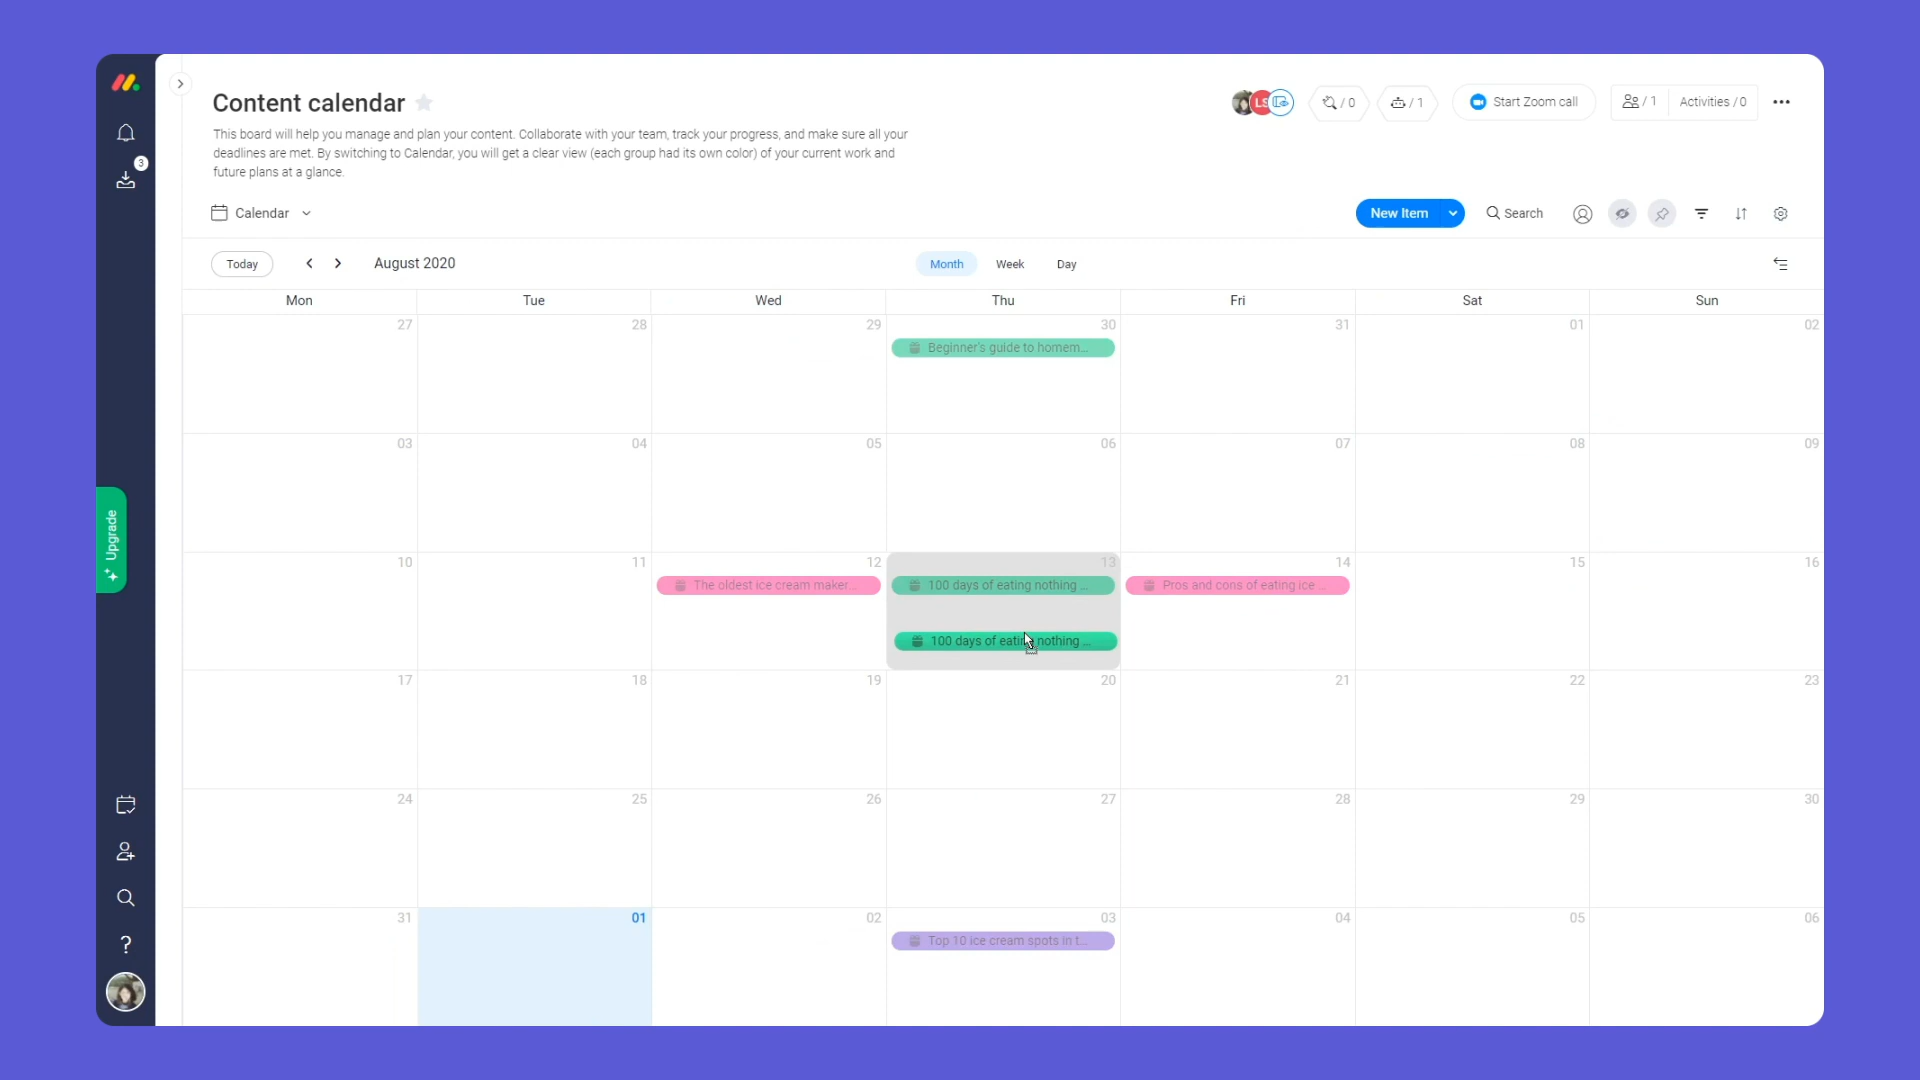 Content calendar
This board will help you manage and plan your content. Collaborate with your team, track your progress, and make sure all your
deadlines are met. By switching to Calendar, you will get a clear view (each group had its own color) of your current work and
future plans at a glance.
LS
/ 0
/ 1
Start Zoom call
/ 1
Activities / 0
3
Calendar
New Item
Search
Today
August 2020
Month
Week
Day
Mon Tue Wed Thu Fri Sat Sun
27 28 29 30 31 01 02
Beginner's guide to homem...
03 04 05 06 07 08 09
Upgrade
10 11 12 13 14 15 16
The oldest ice cream maker...
100 days of eating nothing ...
Pros and cons of eating ice ...
100 days of eating nothing ...
17 18 19 20 21 22 23
24 25 26 27 28 29 30
31 01 02 03 04 05 06
Top 10 ice cream spots in t...
?